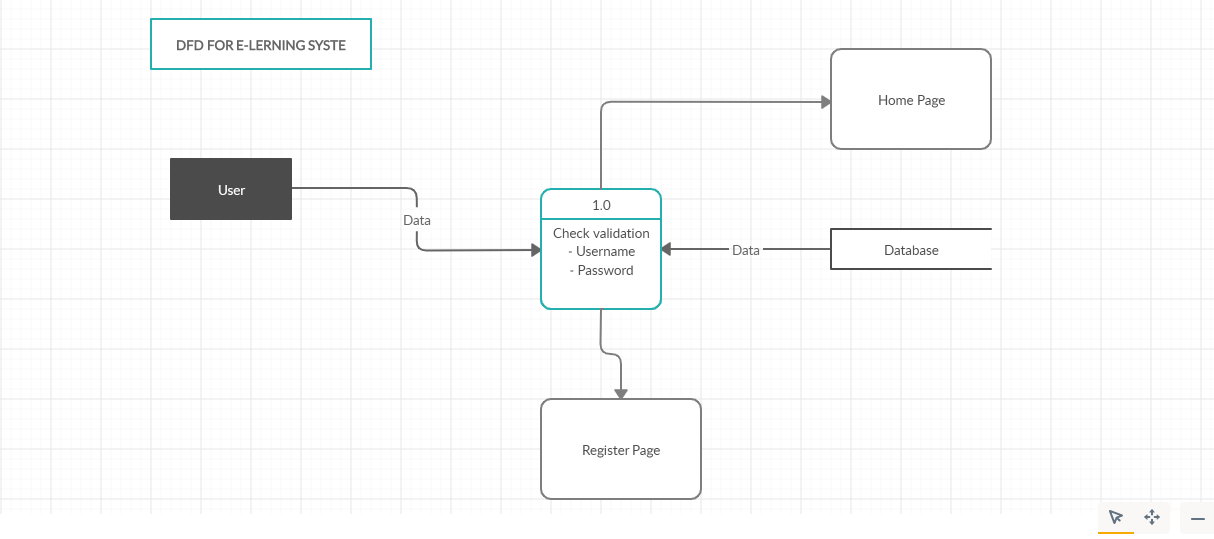 DFD FOR E-LERNING SYSTE
Home Page
User
Data
1.0
Check validation
- Username
- Password
Data
Database
Register Page